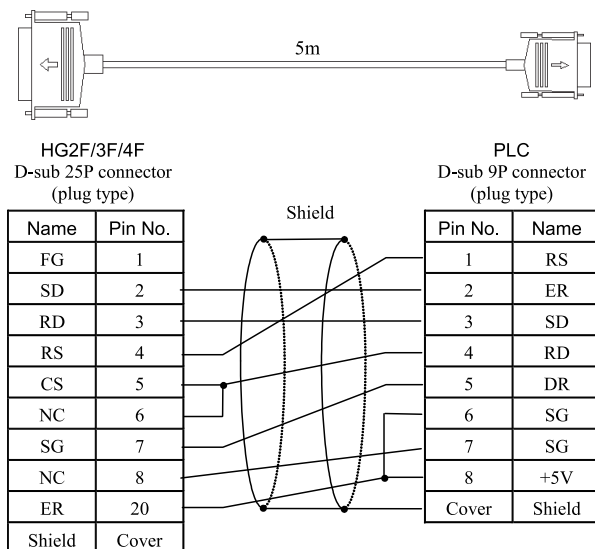 5m
HG2F/3F/4F
D-sub 25P connector
(plug type)
PLC
D-sub 9P connector
(plug type)
Shield
Name Pin No.
FG 1
SD 2
RD 3
RS 4
CS 5
NC 6
SG 7
NC 8
ER 20
Shield Cover
Pin No. Name
1 RS
2 ER
3 SD
4 RD
5 DR
6 SG
7 SG
8 +5V
Cover Shield